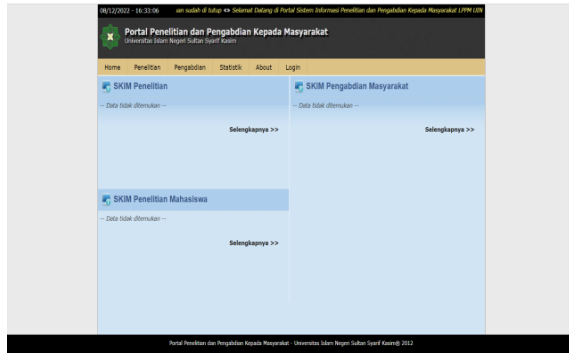 08/12/2022 - 16:33:06 an sudah di tutup <=> Selamat Datang di Portal Sistem Informasi Penelitian dan Pengabdian Kepada Masyarakat LPPM UIN
Portal Penelitian dan Pengabdian Kepada Masyarakat
Universitas Islam Negeri Sultan Syarif Kasim
Home Penelitian Pengabdian Statistik About Login
SKIM Penelitian
-- Data tidak ditemukan --
Selengkapnya >>
SKIM Pengabdian Masyarakat
-- Data tidak ditemukan --
Selengkapnya >>
SKIM Penelitian Mahasiswa
-- Data tidak ditemukan --
Selengkapnya >>
Portal Penelitian dan Pengabdian Kepada Masyarakat - Universitas Islam Negeri Sultan Syarif Kasim@ 2012